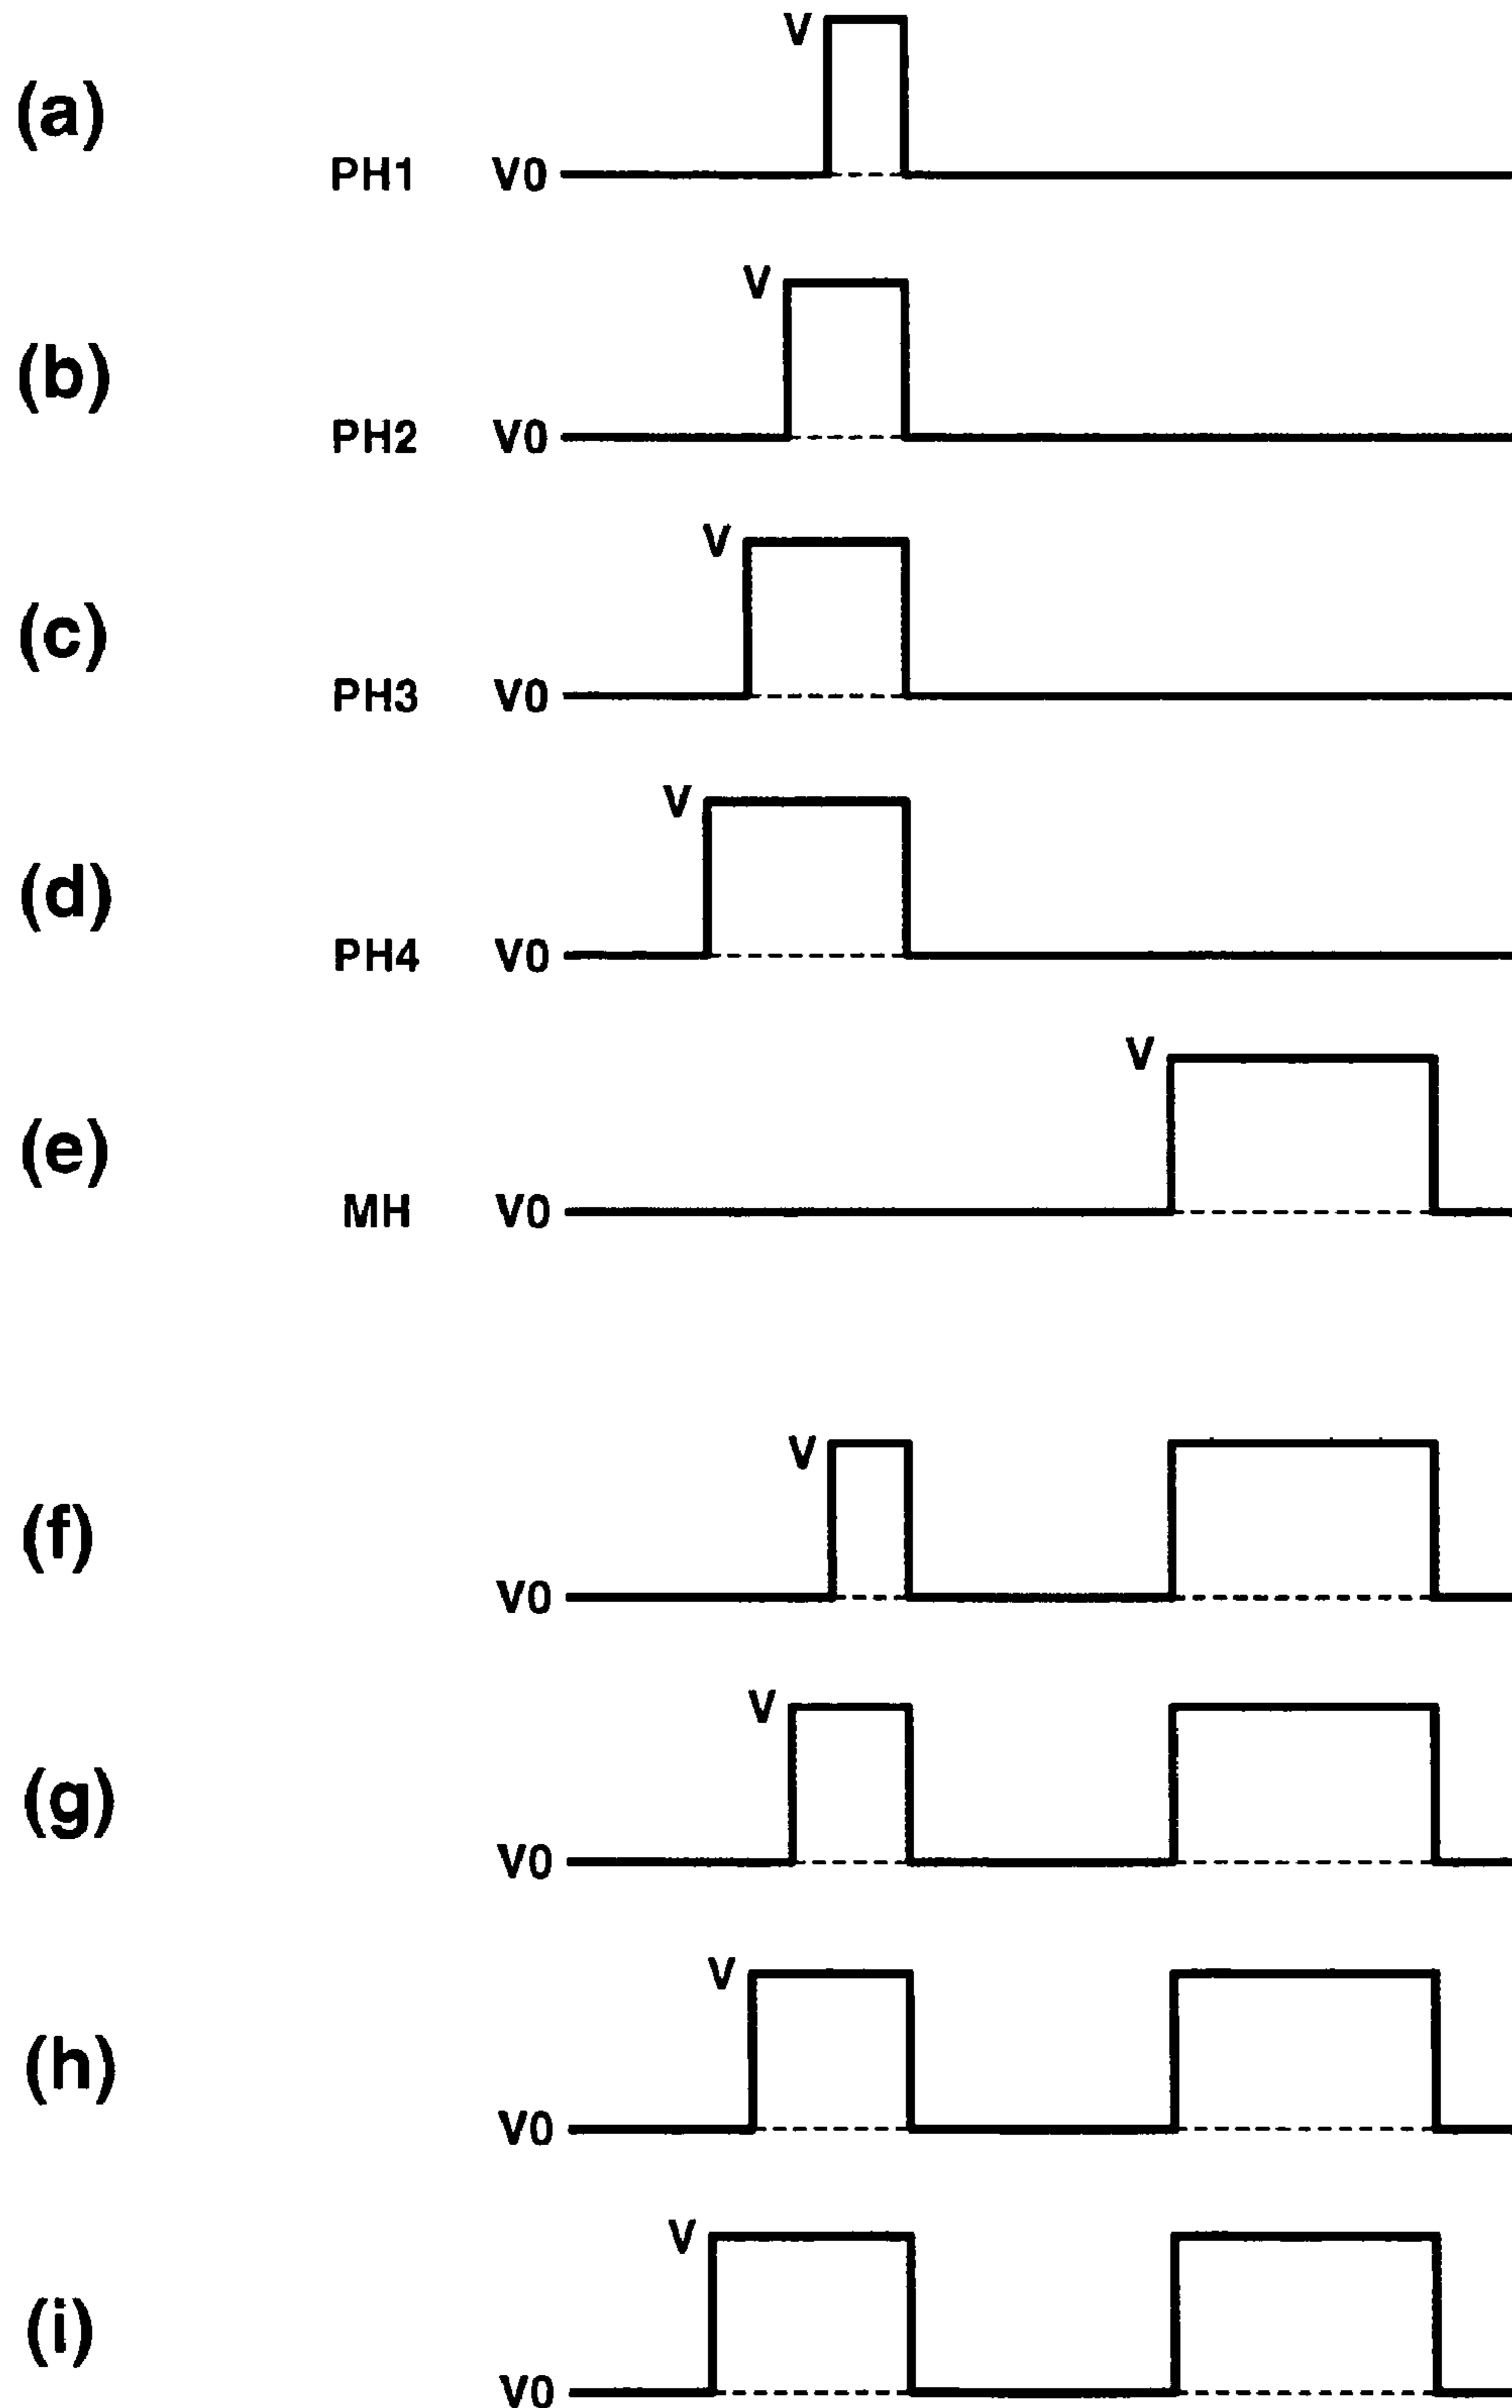 V
(a)
PH1 V0
V
(b)
PH2 V0
V
(c)
PH3 V0
V
(d)
PH4 V0
V
(e)
MH V0
V
(f)
V0
V
(g)
V0
V
(h)
V0
V
(i)
V0